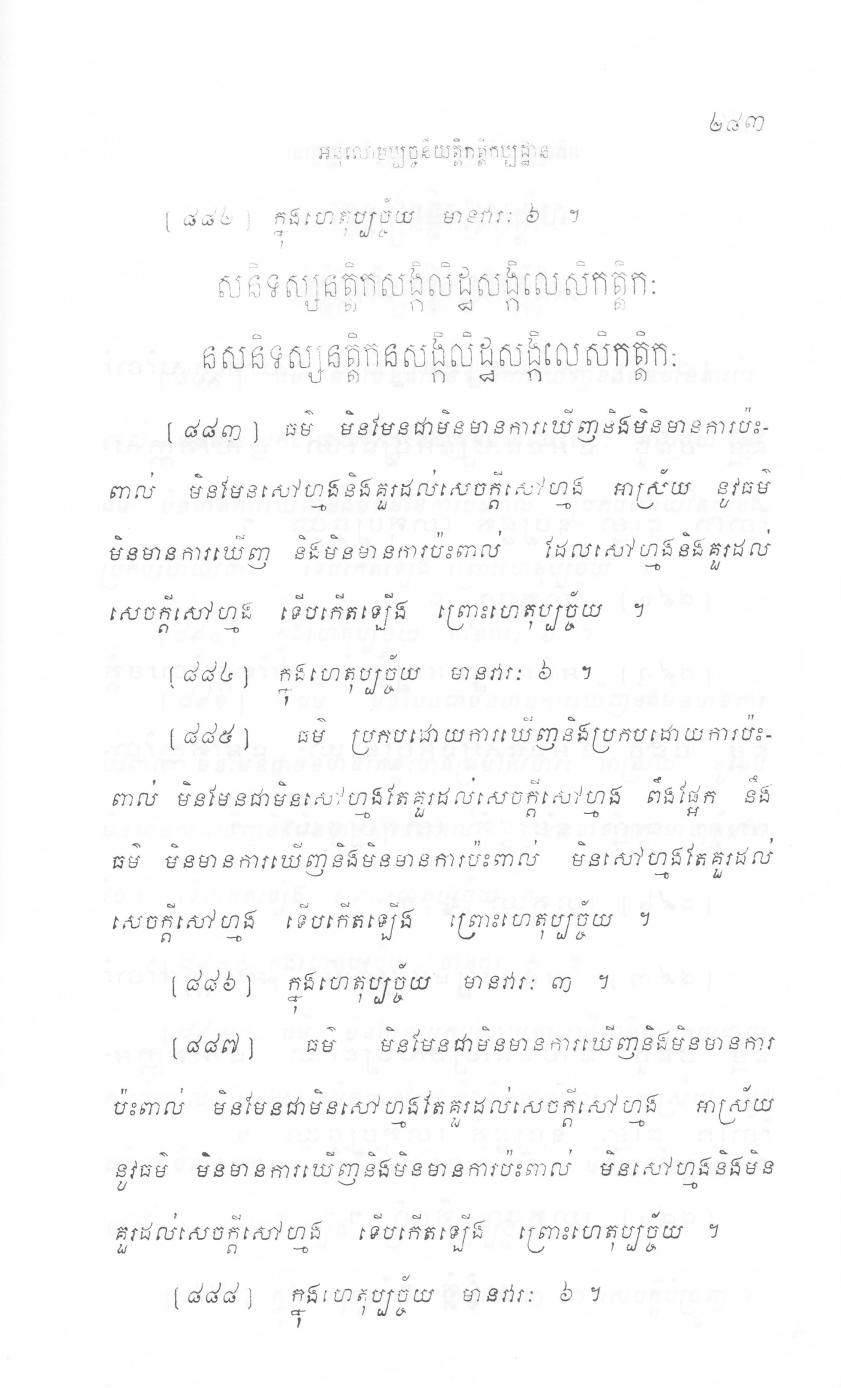 ២៨៣
អនុលោមប្បច្ចនីយត្តិកត្តិកប្បដ្ឋាន
[៨៨២] ក្នុងហេតុប្បច្ច័យ មានវារៈ ៦ ។
សនិទស្សនត្តិកសង្កិលិដ្ឋសង្កិលេសិកត្តិកៈ
នសនិទស្សនត្តិកនសង្កិលិដ្ឋសង្កិលេសិកត្តិកៈ
[៨៨៣] ធម៌ មិនមែនជាមិនមានការឃើញនិងមិនមានការប៉ះ-
ពាល់ មិនមែនសៅហ្មងនិងគួរដល់សេចក្តីសៅហ្មង អាស្រ័យ នូវធម៌
មិនមានការឃើញ និងមិនមានការប៉ះពាល់ ដែលសៅហ្មងនិងគួរដល់
សេចក្តីសៅហ្មង ទើបកើតឡើង ព្រោះហេតុប្បច្ច័យ ។
[៨៨៤] ក្នុងហេតុប្បច្ច័យ មានវារៈ ៦ ។
[៨៨៥] ធម៌ ប្រកបដោយការឃើញនិងប្រកបដោយការប៉ះ-
ពាល់ មិនមែនជាមិនសៅហ្មងតែគួរដល់សេចក្តីសៅហ្មង ពឹងផ្អែក នឹង
ធម៌ មិនមានការឃើញនិងមិនមានការប៉ះពាល់ មិនសៅហ្មងតែគួរដល់
សេចក្តីសៅហ្មង ទើបកើតឡើង ព្រោះហេតុប្បច្ច័យ ។
[៨៨៦] ក្នុងហេតុប្បច្ច័យ មានវារៈ ៣ ។
[៨៨៧] ធម៌ មិនមែនជាមិនមានការឃើញនិងមិនមានការ
ប៉ះពាល់ មិនមែនជាមិនសៅហ្មងតែគួរដល់សេចក្តីសៅហ្មង អាស្រ័យ
នូវធម៌ មិនមានការឃើញនិងមិនមានការប៉ះពាល់ មិនសៅហ្មងនិងមិន
គួរដល់សេចក្តីសៅហ្មង ទើបកើតឡើង ព្រោះហេតុប្បច្ច័យ ។
[៨៨៨] ក្នុងហេតុប្បច្ច័យ មានវារៈ ៦ ។